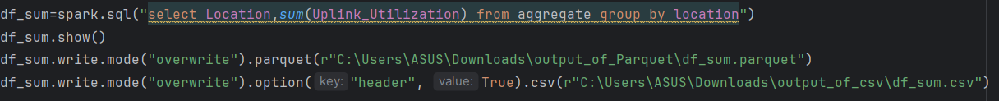 df_sum=spark.sql("select Location,sum(Uplink_Utilization) from aggregate group by location")
df_sum.show()
df_sum.write.mode("overwrite").parquet(r"C:\Users\ASUS\Downloads\output_of_Parquet\df_sum.parquet")
df_sum.write.mode("overwrite").option( key: "header", value: True).csv(r"C:\Users\ASUS\Downloads\output_of_csv\df_sum.csv")